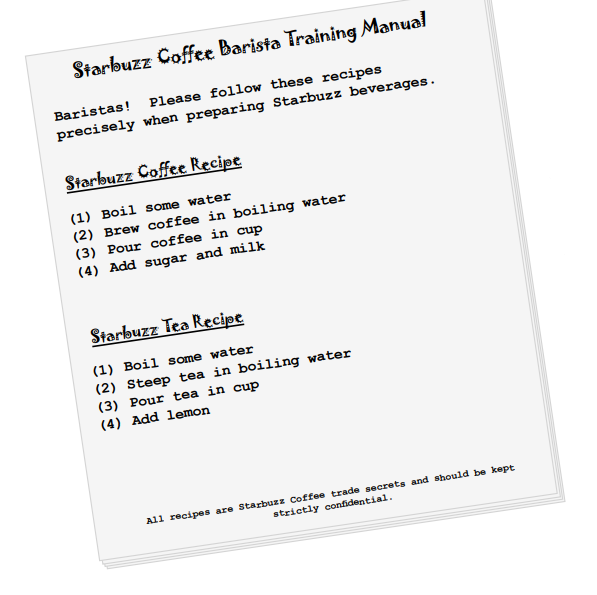 Starbuzz Coffee Barista Training Manual
Baristas! Please follow these recipes
precisely when preparing Starbuzz beverages.
Starbuzz Coffee Recipe
(1) Boil some water
(2) Brew coffee in boiling water
(3) Pour coffee in cup
(4) Add sugar and milk
Starbuzz Tea Recipe
(1) Boil some water
(2) Steep tea in boiling water
(3) Pour tea in cup
(4) Add lemon
All recipes are Starbuzz Coffee trade secrets and should be kept
strictly confidential.